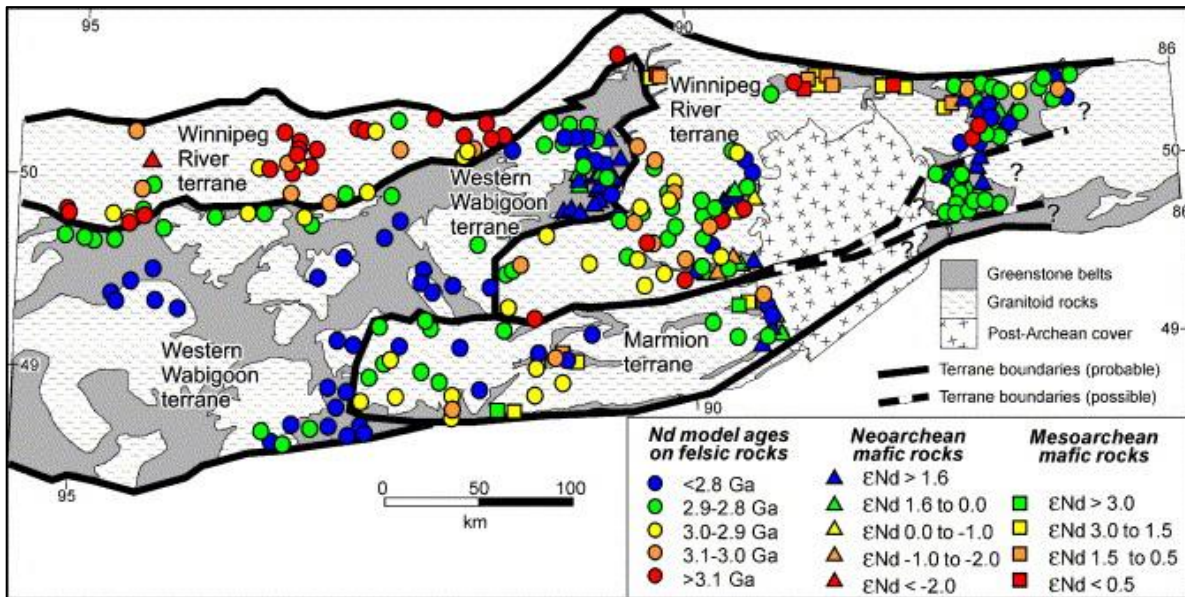 95
90
86
Winnipeg
River
terrane
Winnipeg
River
terrane
?
50
50
Western
Wabigoon
terrane
?
?
86
?
?
Greenstone belts
Granitoid rocks
Post-Archean cover
49
49
Marmion
terrane
Western
Wabigoon
terrane
Terrane boundaries (probable)
Terrane boundaries (possible)
90
95
0 50 100
km
Nd model ages
on felsic rocks
<2.8 Ga
2.9-2.8 Ga
3.0-2.9 Ga
3.1-3.0 Ga
>3.1 Ga
Neoarchean
mafic rocks
εNd > 1.6
εNd 1.6 to 0.0
εNd 0.0 to -1.0
εNd -1.0 to -2.0
εNd < -2.0
Mesoarchean
mafic rocks
εNd > 3.0
εNd 3.0 to 1.5
εNd 1.5 to 0.5
εNd < 0.5